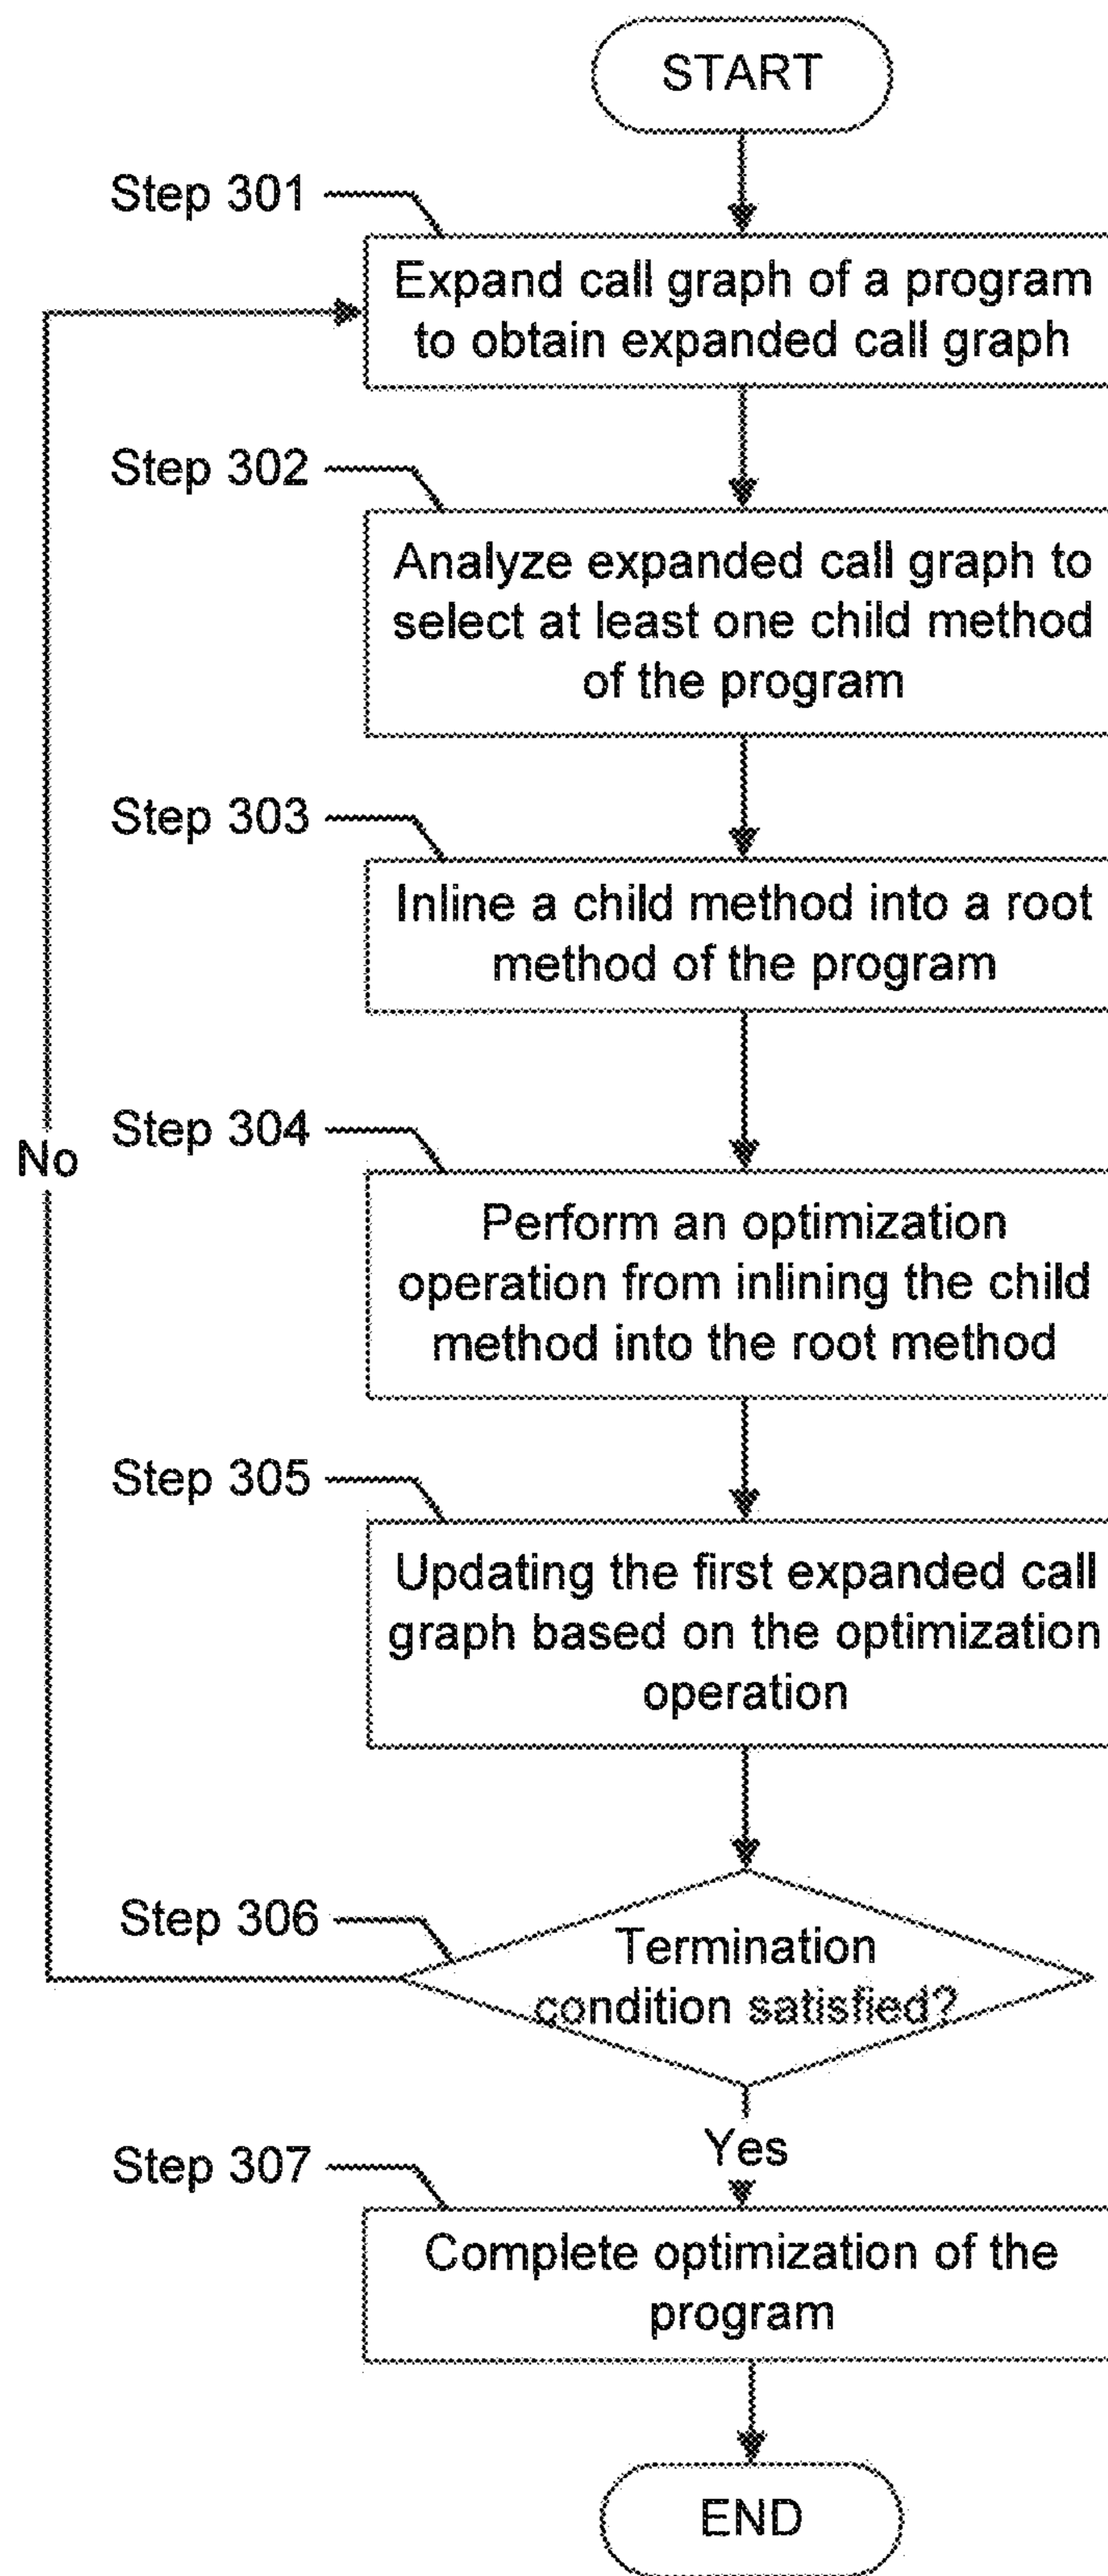 START
Step 301
Expand call graph of a program
to obtain expanded call graph
Step 302
Analyze expanded call graph to
select at least one child method
of the program
Step 303
Inline a child method into a root
method of the program
Step 304
No
Perform an optimization
operation from inlining the child
method into the root method
Step 305
Updating the first expanded call
graph based on the optimization
operation
Step 306
Termination
condition satisfied?
Yes
Step 307
Complete optimization of the
program
END